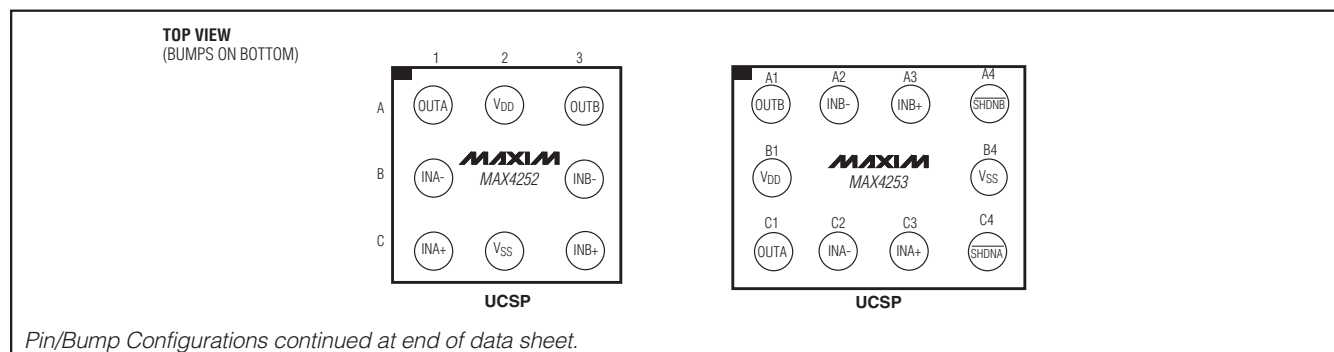 TOP VIEW
(BUMPS ON BOTTOM)
1 2 3
A OUTA VDD OUTB
B INA- INB-
MAXIM
MAX4252
C INA+ VSS INB+
UCSP
A1 A2 A3 A4
OUTB INB- INB+ SHDNB
B1 B4
VDD VSS
MAXIM
MAX4253
C1 C2 C3 C4
OUTA INA- INA+ SHDNA
UCSP
Pin/Bump Configurations continued at end of data sheet.